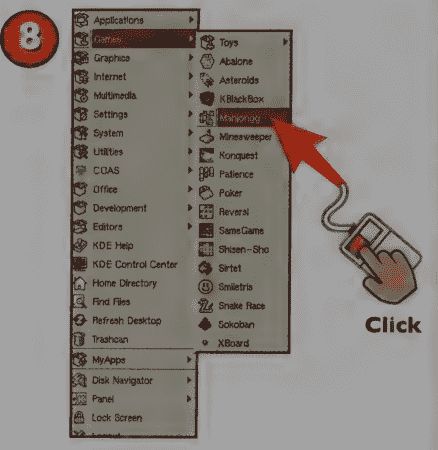 8
Applications
Games
Graphics
Internet
Multimedia
Settings
System
Utilities
COAS
Office
Development
Editors
KDE Help
KDE Control Center
Home Directory
Find Files
Refresh Desktop
Trashcan
MyApps
Disk Navigator
Panel
Lock Screen
Logout
Toys
Abalone
Asteroids
KBlackBox
Mahjongg
Minesweeper
Konquest
Patience
Poker
Reversi
SameGame
Shisen-Sho
Sirtet
Smiletris
Snake Race
Sokoban
XBoard
Click